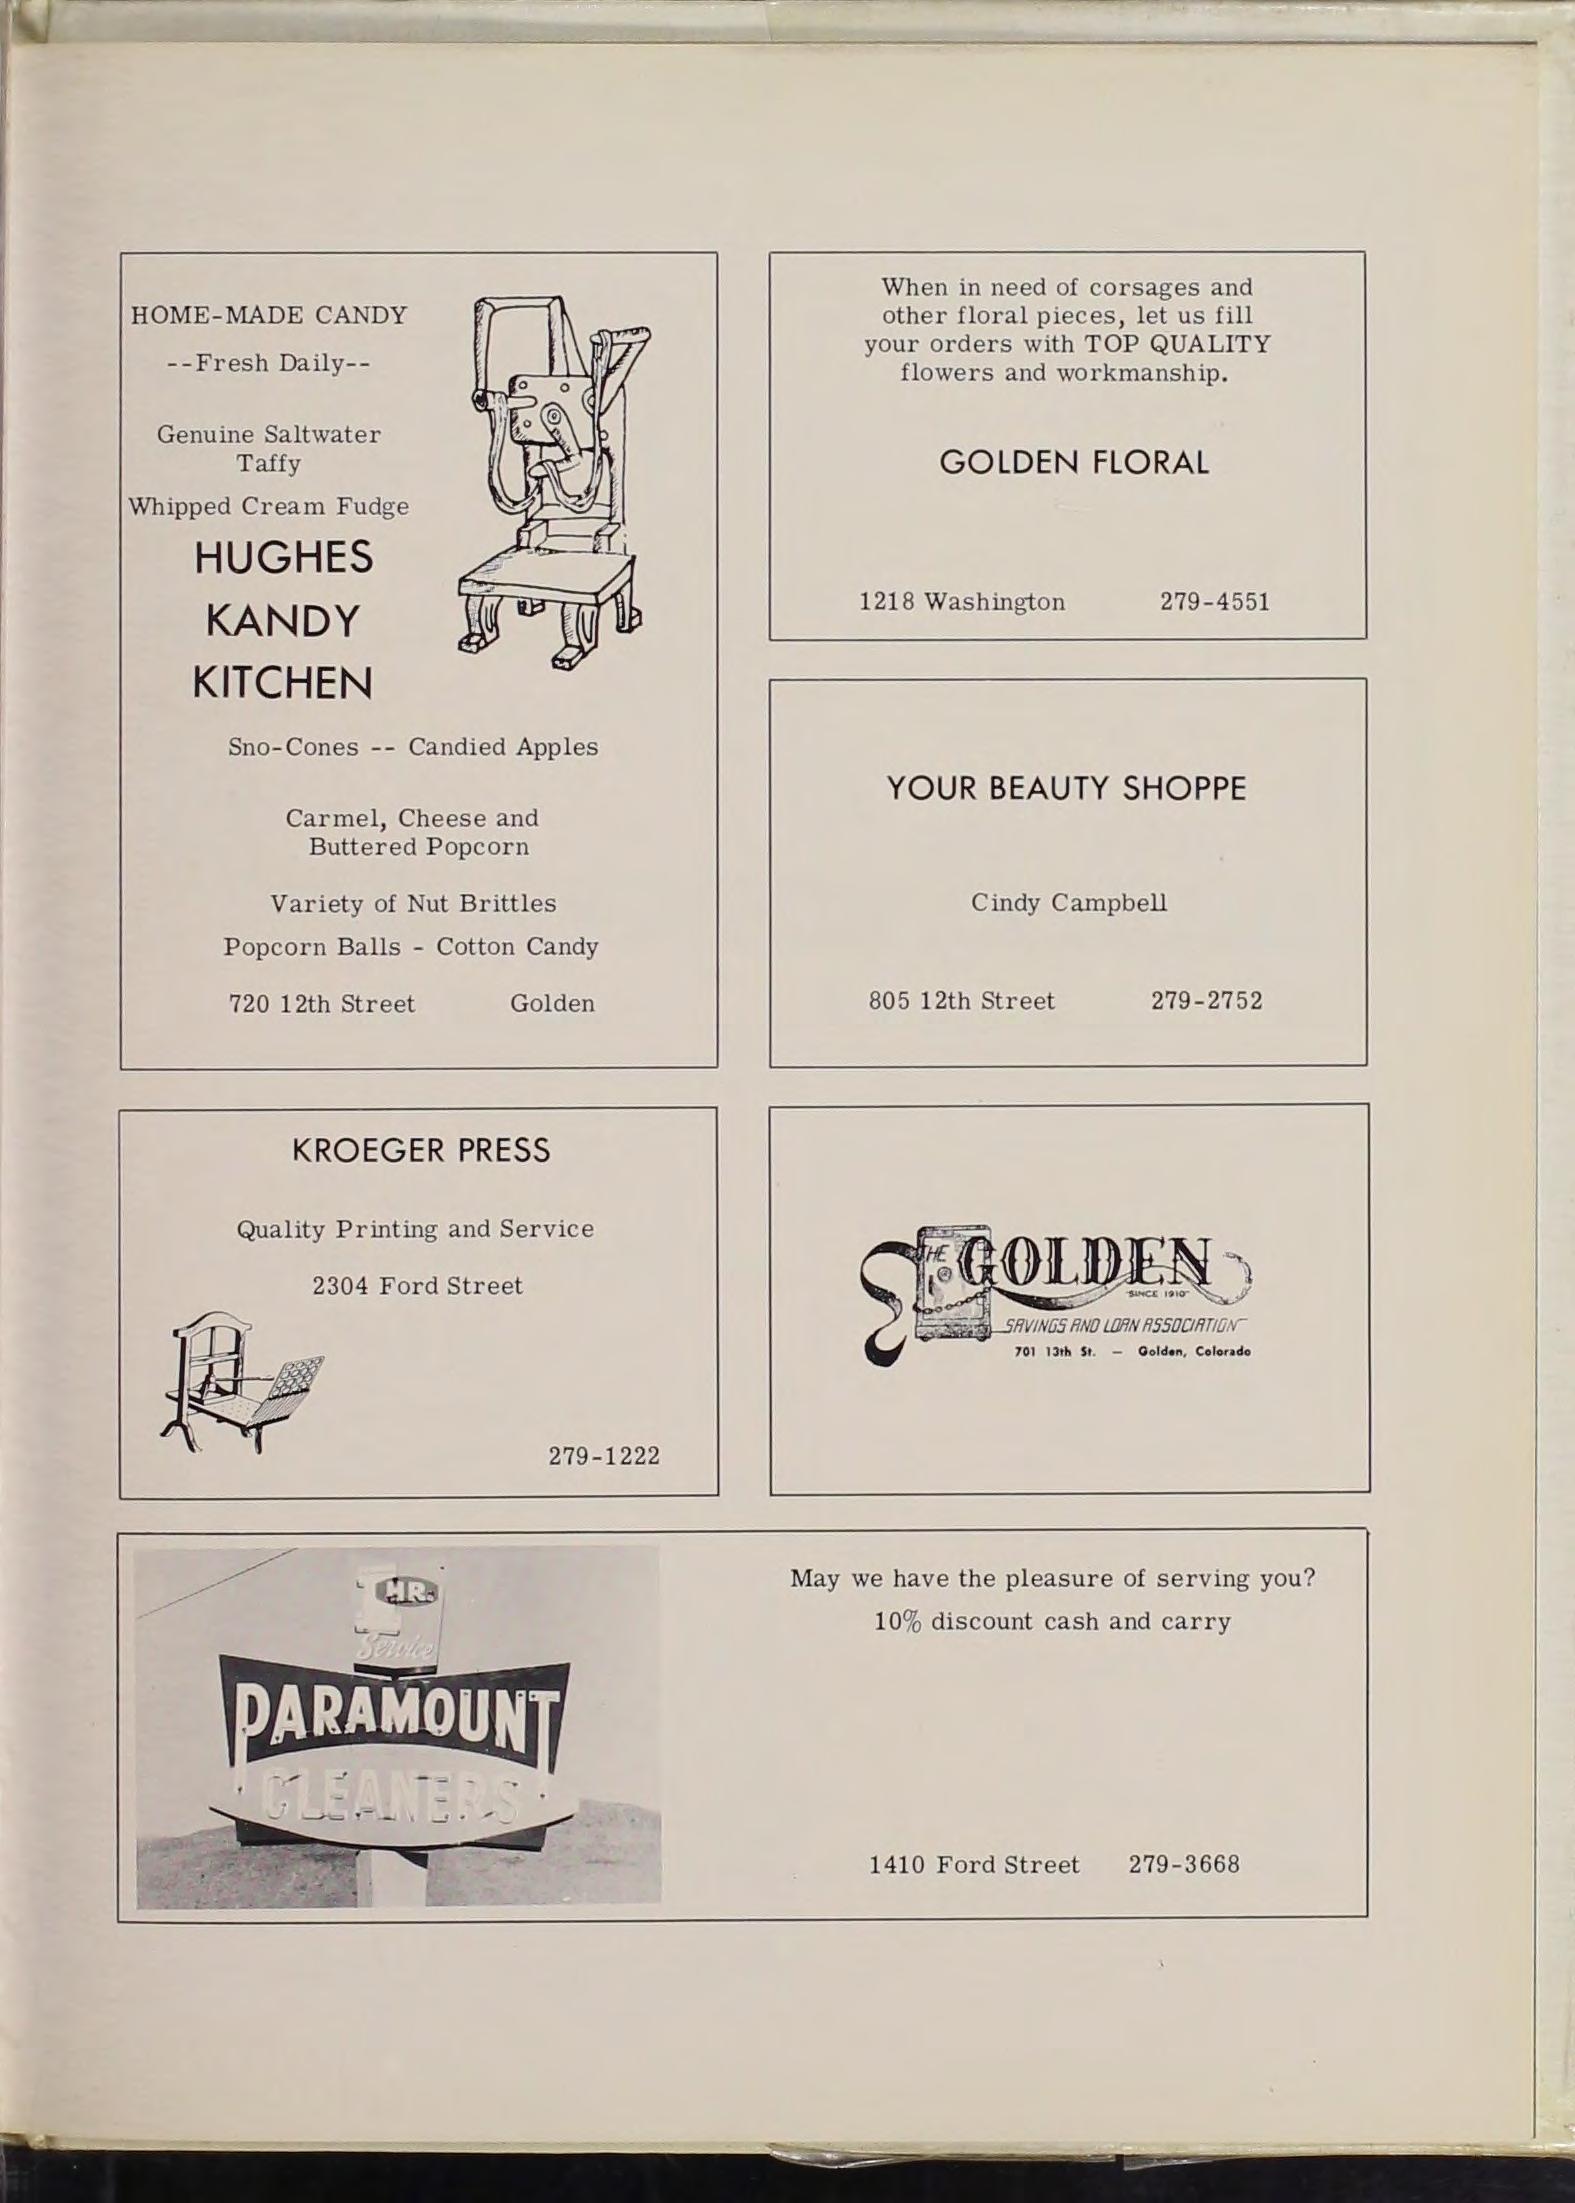 HOME-MADE CANDY
--Fresh Daily--
Genuine Saltwater
Taffy
Whipped Cream Fudge
HUGHES
KANDY
KITCHEN
Sno-Cones -- Candied Apples
Carmel, Cheese and
Buttered Popcorn
Variety of Nut Brittles
Popcorn Balls - Cotton Candy
720 12th Street Golden
When in need of corsages and
other floral pieces, let us fill
your orders with TOP QUALITY
flowers and workmanship.
GOLDEN FLORAL
1218 Washington 279-4551
YOUR BEAUTY SHOPPE
Cindy Campbell
805 12th Street 279-2752
KROEGER PRESS
Quality Printing and Service
2304 Ford Street
279-1222
THE GOLDEN
"SINCE 1910"
SAVINGS AND LOAN ASSOCIATION
701 13th St. — Golden, Colorado
1 HR.
Service
PARAMOUNT
CLEANERS
May we have the pleasure of serving you?
10% discount cash and carry
1410 Ford Street 279-3668